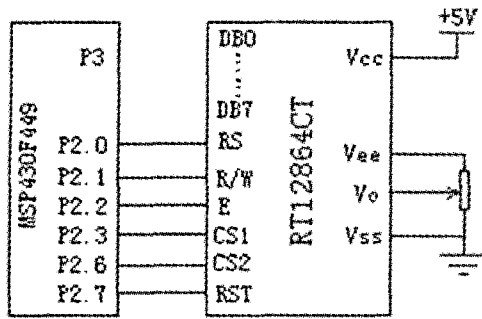 +5V
P3
DB0
Vcc
DB7
MSP430F449
RT12864CT
P2.0
RS
Vee
P2.1
R/W
Vo
P2.2
E
P2.3
CS1
Vss
P2.6
CS2
P2.7
RST